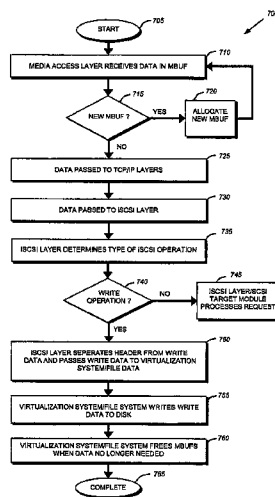 700
705
START
710
MEDIA ACCESS LAYER RECEIVES DATA IN MBUF
715
NEW MBUF ?
YES
720
ALLOCATE
NEW MBUF
NO
725
DATA PASSED TO TCP/IP LAYERS
730
DATA PASSED TO ISCSI LAYER
735
ISCSI LAYER DETERMINES TYPE OF ISCSI OPERATION
740
WRITE
OPERATION ?
NO
745
ISCSI LAYER/SCSI
TARGET MODULE
PROCESSES REQUEST
YES
ISCSI LAYER SEPERATES HEADER FROM WRITE
DATA AND PASSES WRITE DATA TO VIRTUALIZATION
SYSTEM/FILE DATA
VIRTUALIZATION SYSTEM/FILE SYSTEM WRITES WRITE
DATA TO DISK
760
VIRTUALIZATION SYSTEM/FILE SYSTEM FREES MBUFS
WHEN DATA NO LONGER NEEDED
765
COMPLETE